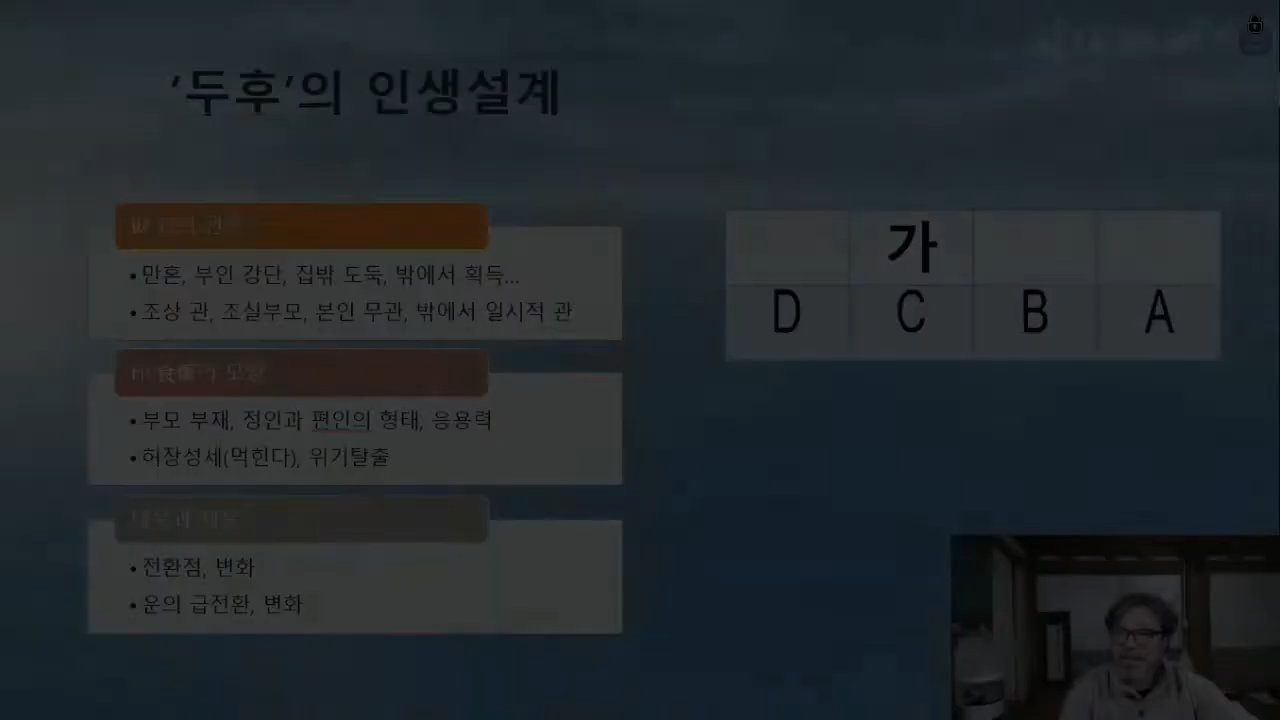 ‘두후’의 인생설계
•만혼, 부인 강단, 집밖 도둑, 밖에서 획득...
•조상 관, 조실부모, 본인 무관, 밖에서 일시적 관
•부모 부재, 정인과 편인의 형태, 응용력
•허장성세(먹힌다), 위기탈출
•전환점, 변화
•운의 급전환, 변화
가
D C B A